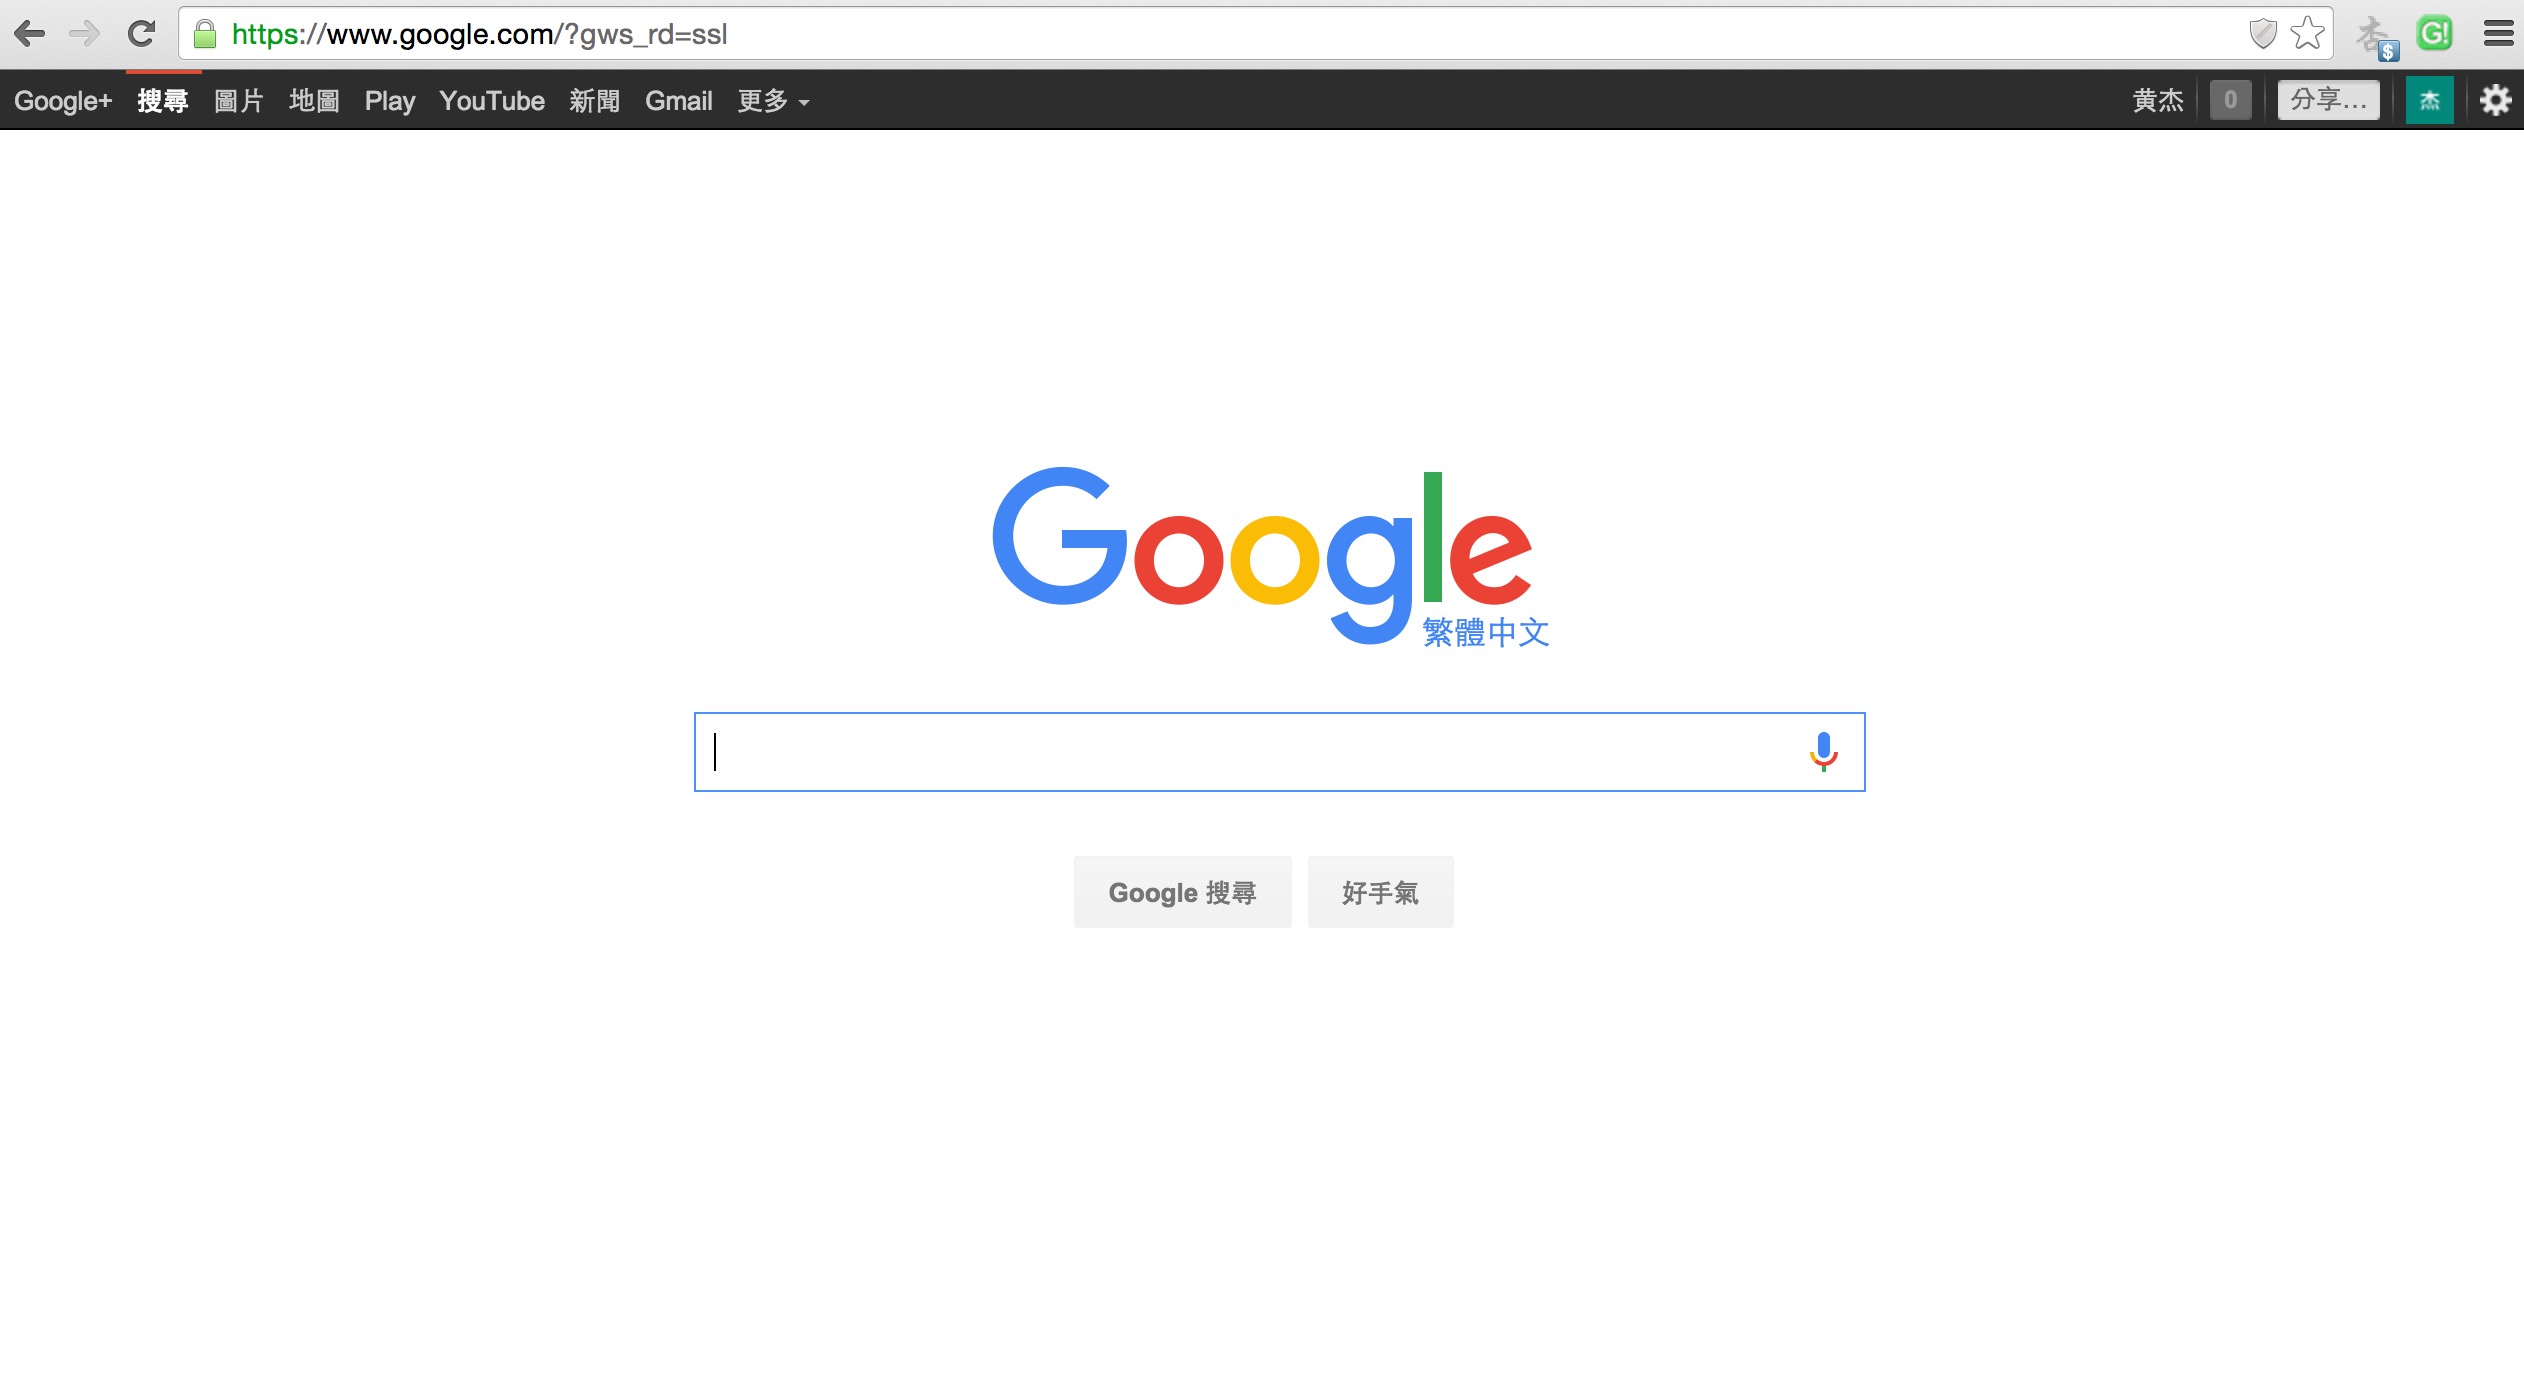 https://www.google.com/?gws_rd=ssl
$ G!
Google+ 搜尋 圖片 地圖 Play YouTube 新聞 Gmail 更多 黄杰 0 分享... 杰
Google
繁體中文
Google 搜尋 好手氣